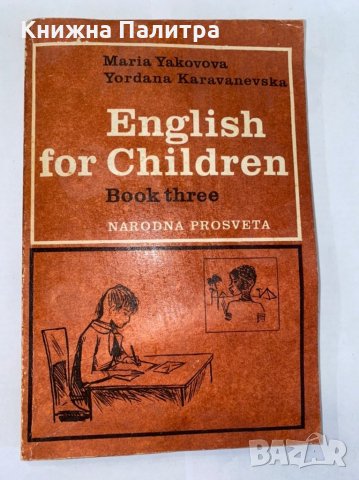 Книжна Палитра
Maria Yakovova
Yordana Karavanevska
English
for Children
Book three
NARODNA PROSVETA
BAZAR